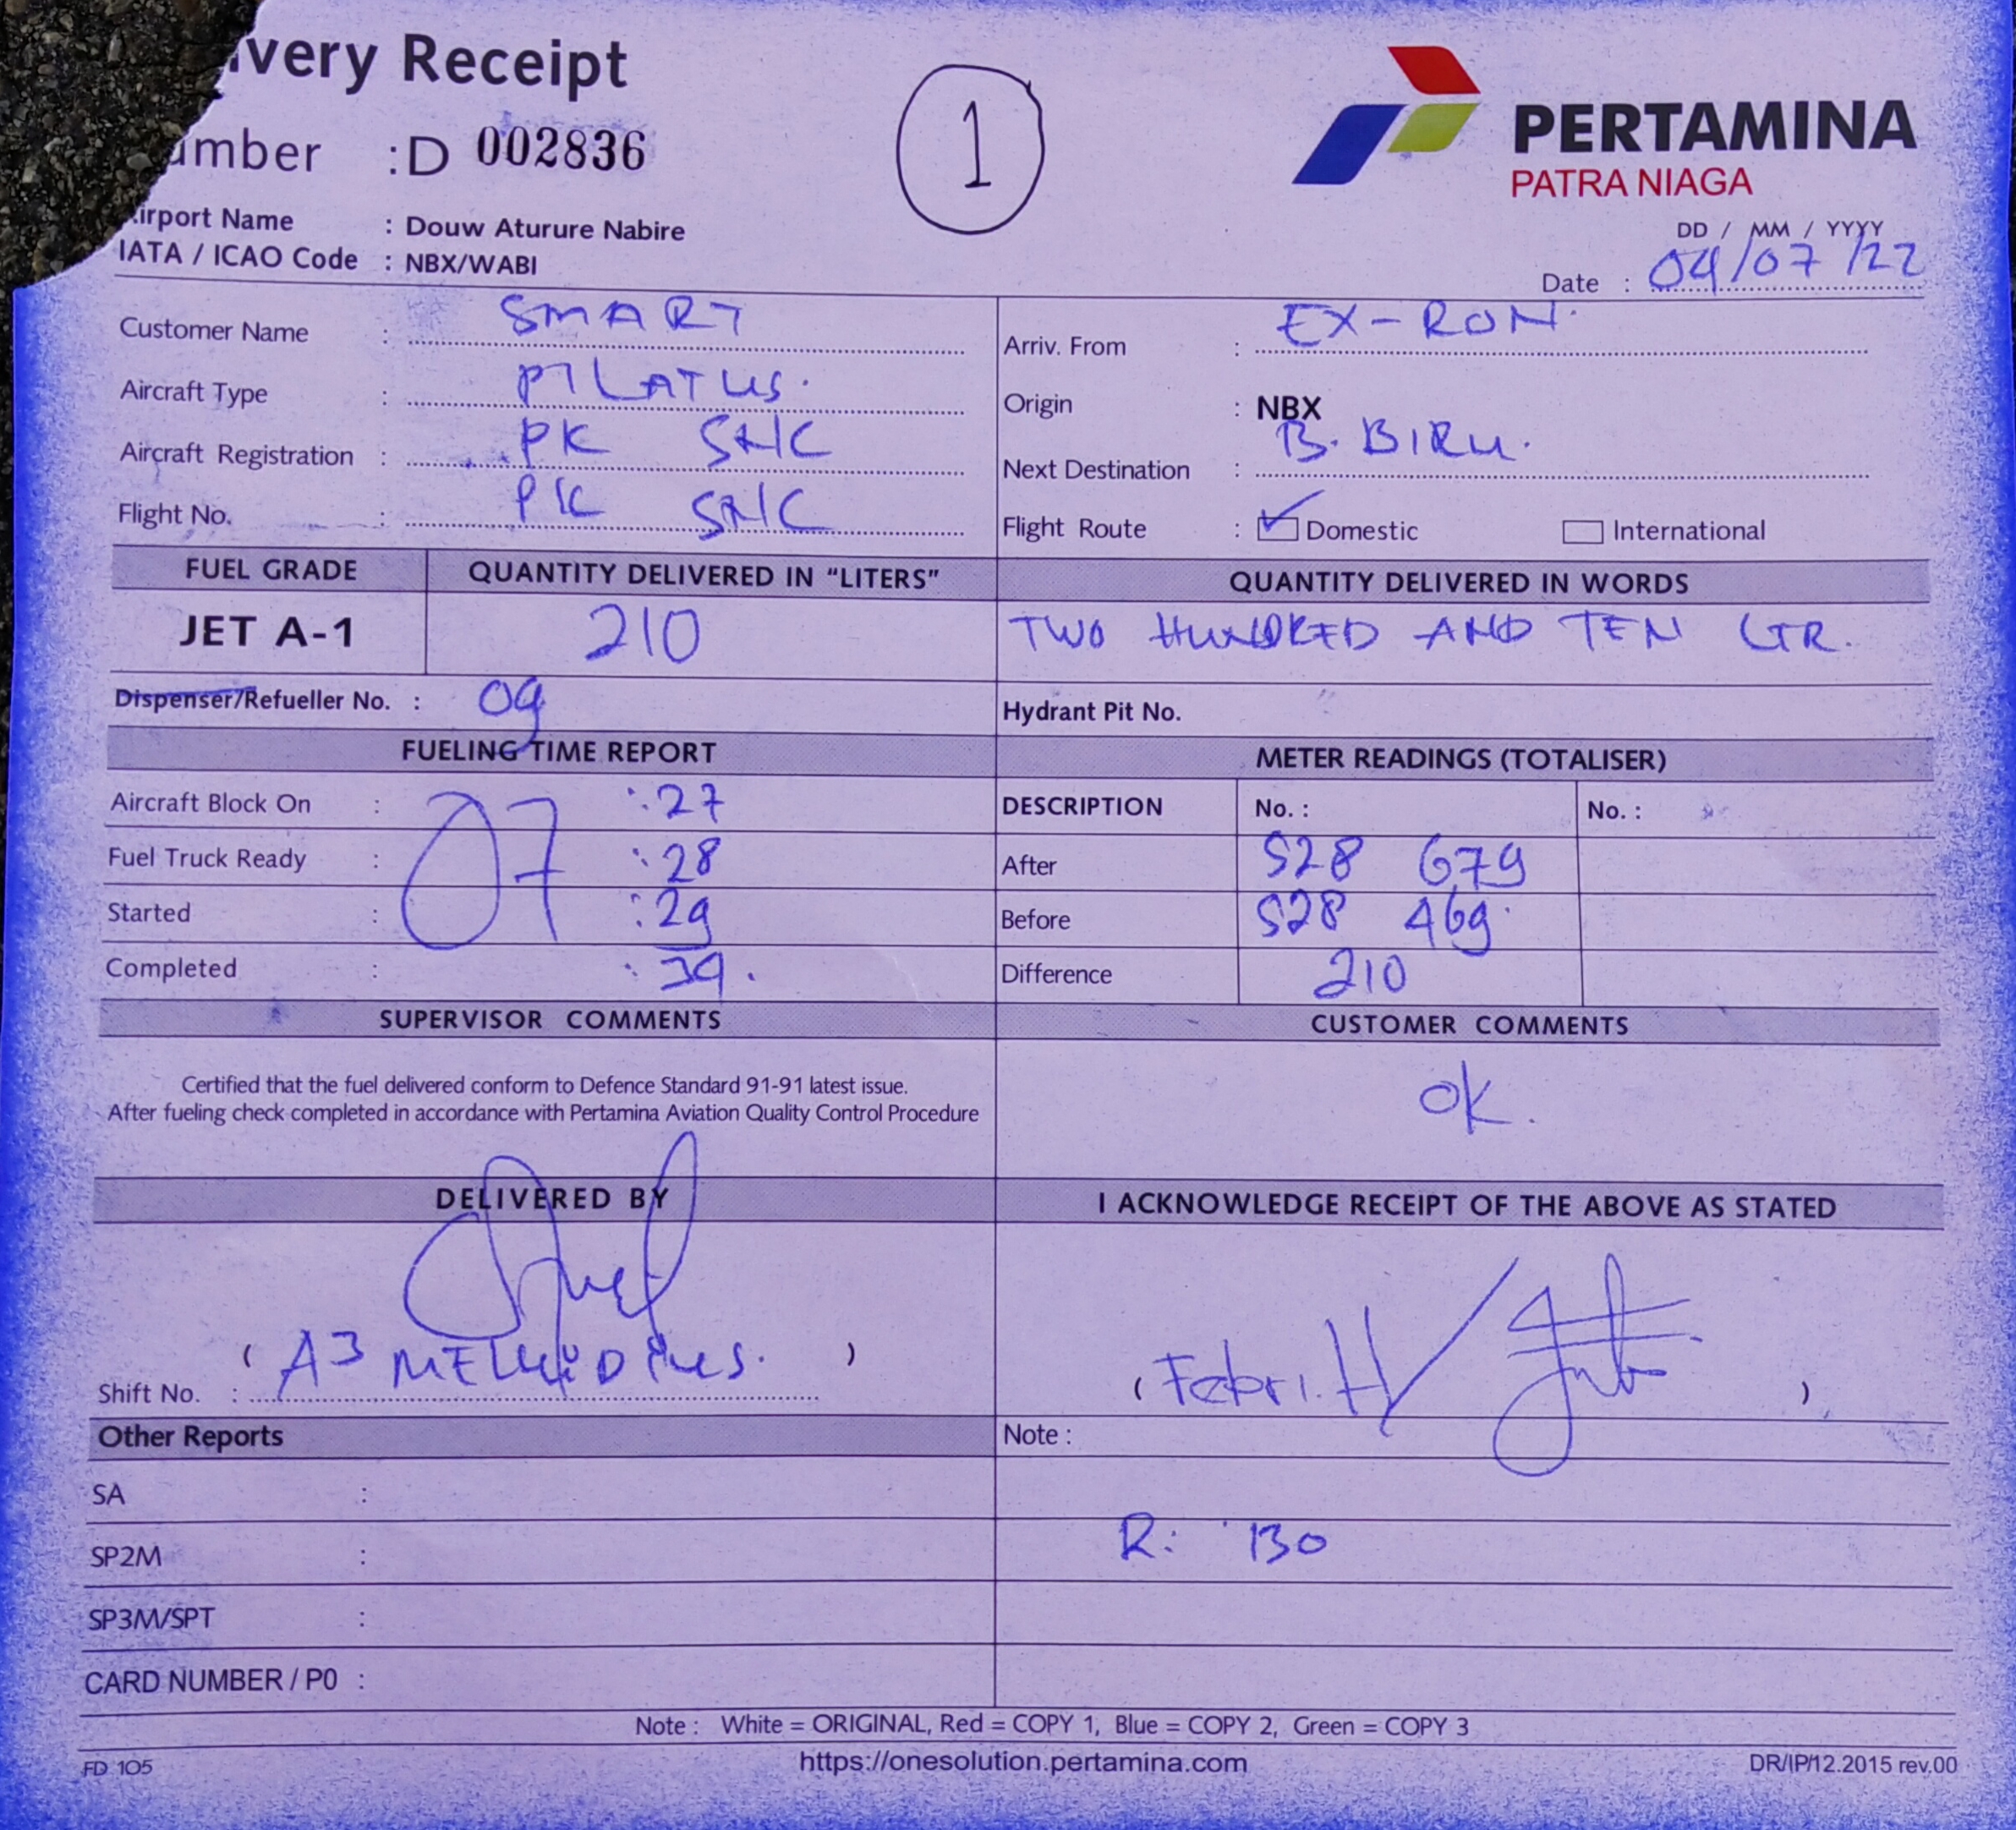 very Receipt
1
PERTAMINA
PATRA NIAGA
umber : D 002836
Airport Name : Douw Aturure Nabire
IATA / ICAO Code : NBX/WABI
DD / MM / YYYY
Date : 04/07/22
Customer Name : SMART
Arriv. From : EX-RON.
Aircraft Type : PILATUS.
Origin : NBX
Aircraft Registration : PK
Next Destination : B. BIRU.
Flight No. : PK
Flight Route : Domestic International
FUEL GRADE QUANTITY DELIVERED IN "LITERS" QUANTITY DELIVERED IN WORDS
JET A-1 210 TWO HUNDRED AND TEN LTR.
Dispenser/Refueller No. : 09 Hydrant Pit No.
FUELING TIME REPORT METER READINGS (TOTALISER)
Aircraft Block On : 07 :27 DESCRIPTION No. : No. :
Fuel Truck Ready : :28 After 528 679
Started : :29 Before 528 469
Completed : :39. Difference 210
SUPERVISOR COMMENTS CUSTOMER COMMENTS
Certified that the fuel delivered conform to Defence Standard 91-91 latest issue.
After fueling check completed in accordance with Pertamina Aviation Quality Control Procedure
OK.
DELIVERED BY I ACKNOWLEDGE RECEIPT OF THE ABOVE AS STATED
( A3 )
Shift No. :
( Febri.H )
Other Reports Note :
SA :
SP2M : R: 130
SP3M/SPT :
CARD NUMBER / P0 :
Note : White = ORIGINAL, Red = COPY 1, Blue = COPY 2, Green = COPY 3
FD 105 https://onesolution.pertamina.com DR/IP/12.2015 rev.00